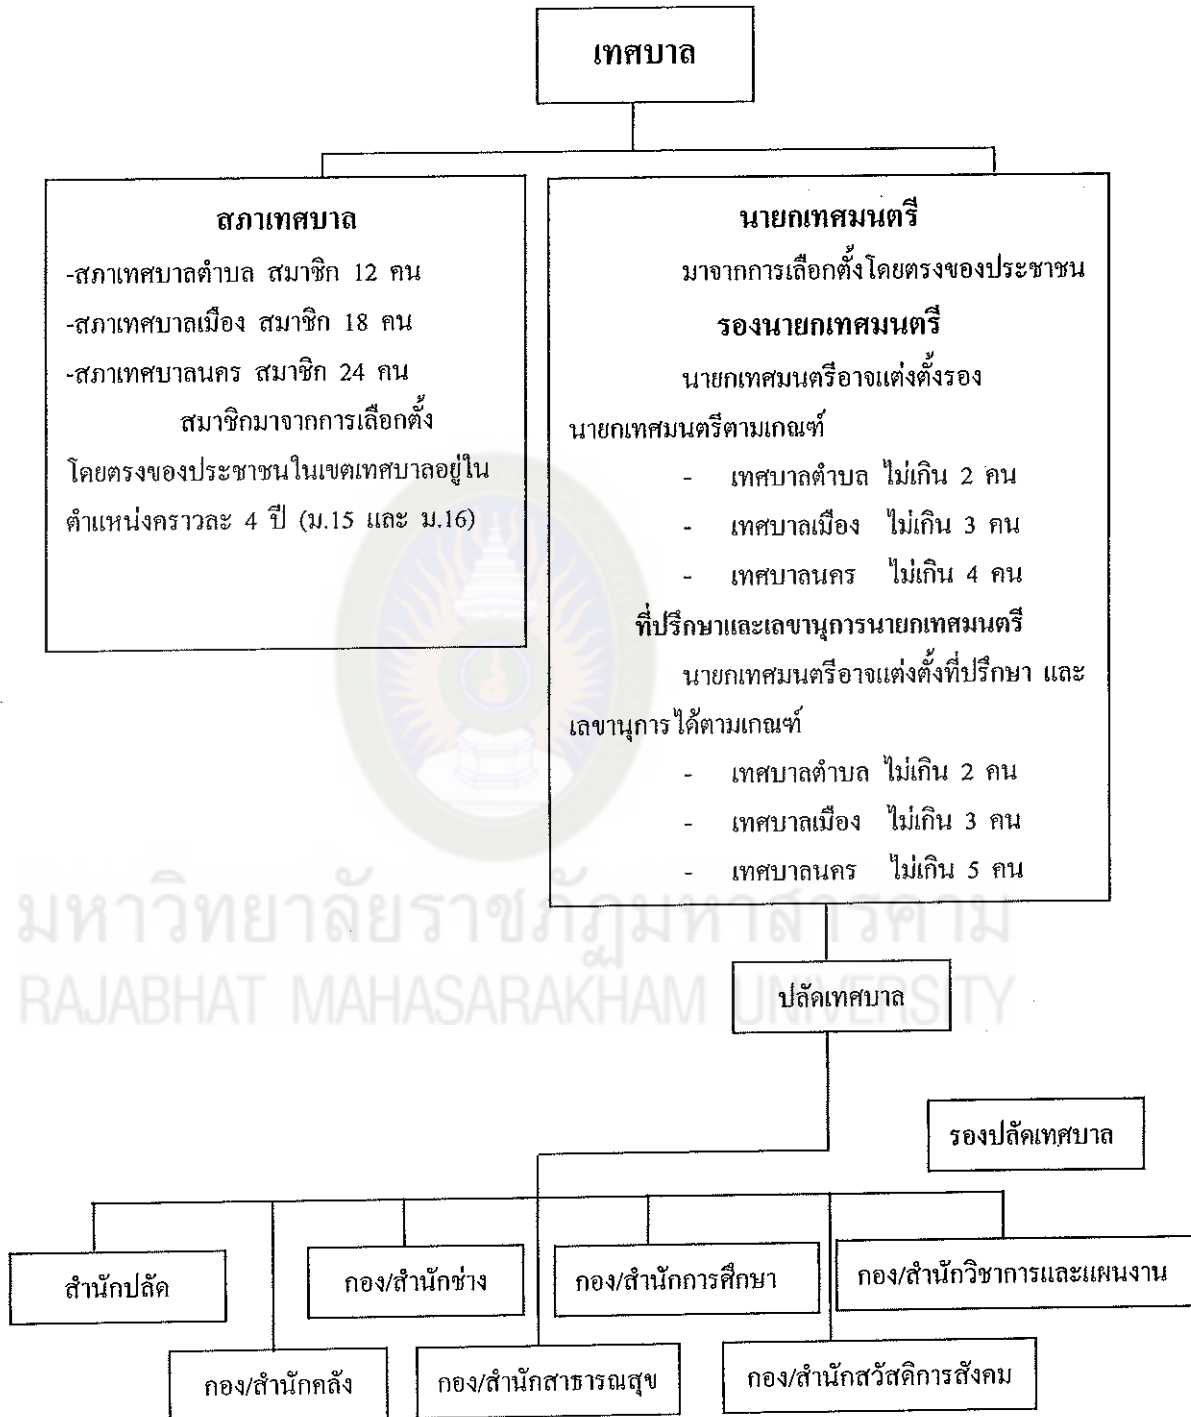 เทศบาล
สภาเทศบาล
-สภาเทศบาลตำบล สมาชิก 12 คน
-สภาเทศบาลเมือง สมาชิก 18 คน
-สภาเทศบาลนคร สมาชิก 24 คน
สมาชิกมาจากการเลือกตั้ง
โดยตรงของประชาชนในเขตเทศบาลอยู่ใน
ตำแหน่งคราวละ 4 ปี (ม.15 และ ม.16)
นายกเทศมนตรี
มาจากการเลือกตั้งโดยตรงของประชาชน
รองนายกเทศมนตรี
นายกเทศมนตรีอาจแต่งตั้งรอง
นายกเทศมนตรีตามเกณฑ์
- เทศบาลตำบล ไม่เกิน 2 คน
- เทศบาลเมือง ไม่เกิน 3 คน
- เทศบาลนคร ไม่เกิน 4 คน
ที่ปรึกษาและเลขานุการนายกเทศมนตรี
นายกเทศมนตรีอาจแต่งตั้งที่ปรึกษา และ
เลขานุการ ได้ตามเกณฑ์
- เทศบาลตำบล ไม่เกิน 2 คน
- เทศบาลเมือง ไม่เกิน 3 คน
- เทศบาลนคร ไม่เกิน 5 คน
มหาวิทยาลัยราชภัฏมหาสารคาม
RAJABHAT MAHASARAKHAM UNIVERSITY
ปลัดเทศบาล
รองปลัดเทศบาล
สำนักปลัด
กอง/สำนักช่าง
กอง/สำนักการศึกษา
กอง/สำนักวิชาการและแผนงาน
กอง/สำนักคลัง
กอง/สำนักสาธารณสุข
กอง/สำนักสวัสดิการสังคม